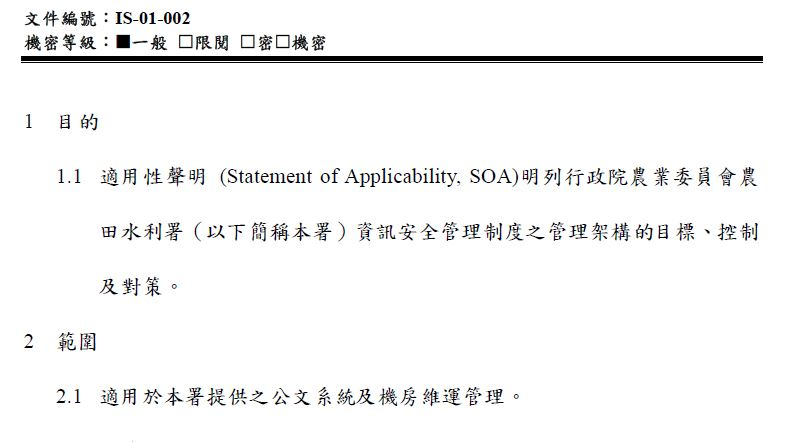 文件編號：IS-01-002
機密等級：■一般 □限閱 □密□機密
1 目的
1.1 適用性聲明 (Statement of Applicability, SOA)明列行政院農業委員會農
田水利署（以下簡稱本署）資訊安全管理制度之管理架構的目標、控制
及對策。
2 範圍
2.1 適用於本署提供之公文系統及機房維運管理。